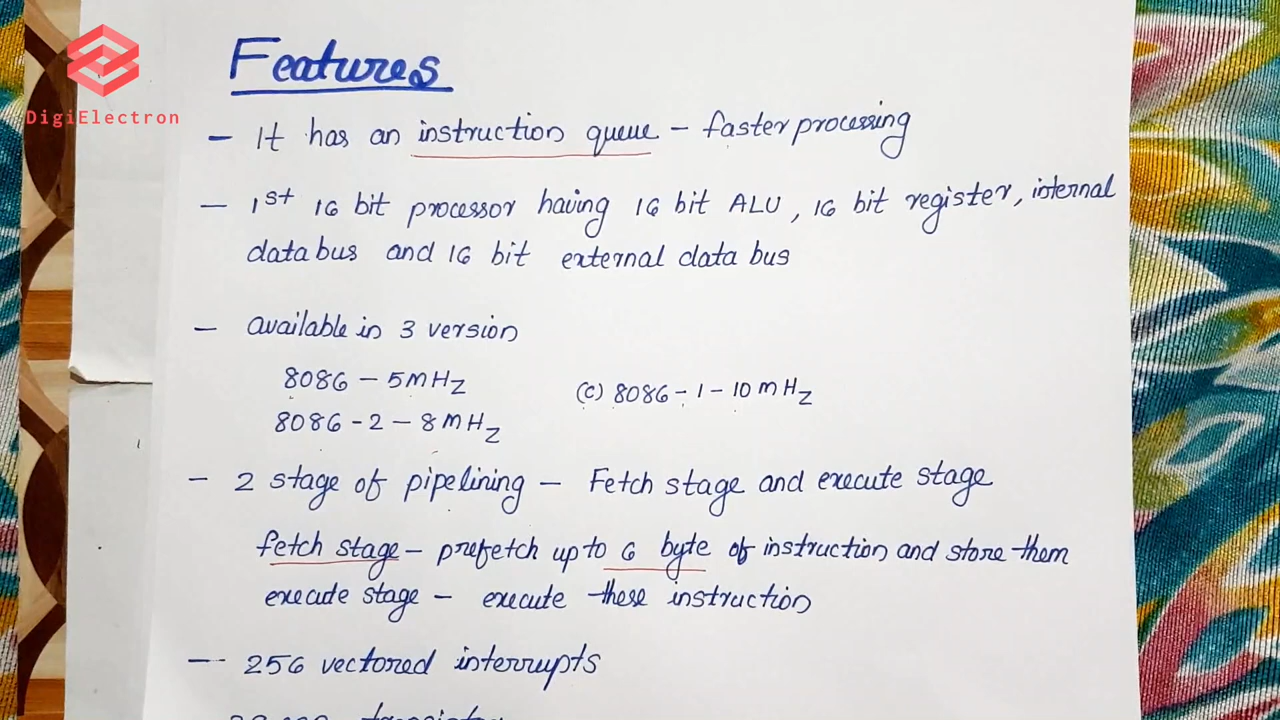 DigiElectron
Features
- It has an instruction queue - faster processing
- 1st 16 bit processor having 16 bit ALU, 16 bit register, internal
data bus and 16 bit external data bus
- available in 3 version
8086 - 5MHZ
(c) 8086 - 1 - 10 MHZ
8086 - 2 - 8MHZ
- 2 stage of pipelining - Fetch stage and execute stage
fetch stage - prefetch up to 6 byte of instruction and store them
execute stage - execute these instruction
- 256 vectored interrupts